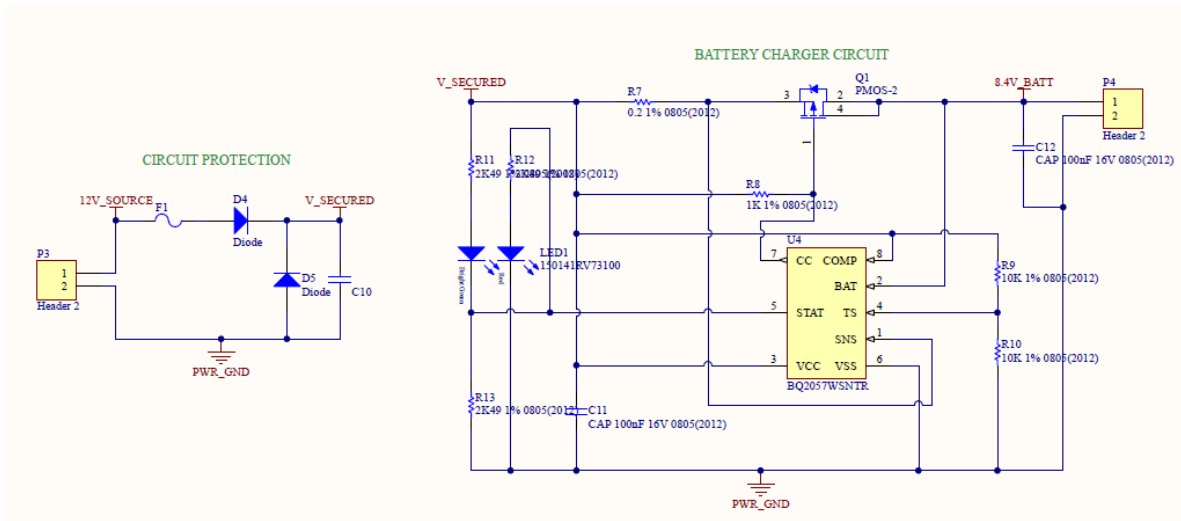 BATTERY CHARGER CIRCUIT
V_SECURED
R7
0.2 1% 0805(2012)
3
Q1
PMOS-2
2
4
1
8.4V_BATT
P4
1
2
Header 2
C12
CAP 100nF 16V 0805(2012)
R11
2K49
R12
R8
1K 1% 0805(2012)
CIRCUIT PROTECTION
12V_SOURCE
F1
D4
Diode
V_SECURED
P3
1
2
Header 2
D5
Diode
C10
PWR_GND
LED1
150141RV73100
Red
U4
7
CC
COMP
8
BAT
2
5
STAT
TS
4
SNS
1
3
VCC
VSS
6
BQ2057WSNTR
R9
10K 1% 0805(2012)
R10
10K 1% 0805(2012)
R13
2K49 1% 0805(2012)
C11
CAP 100nF 16V 0805(2012)
PWR_GND